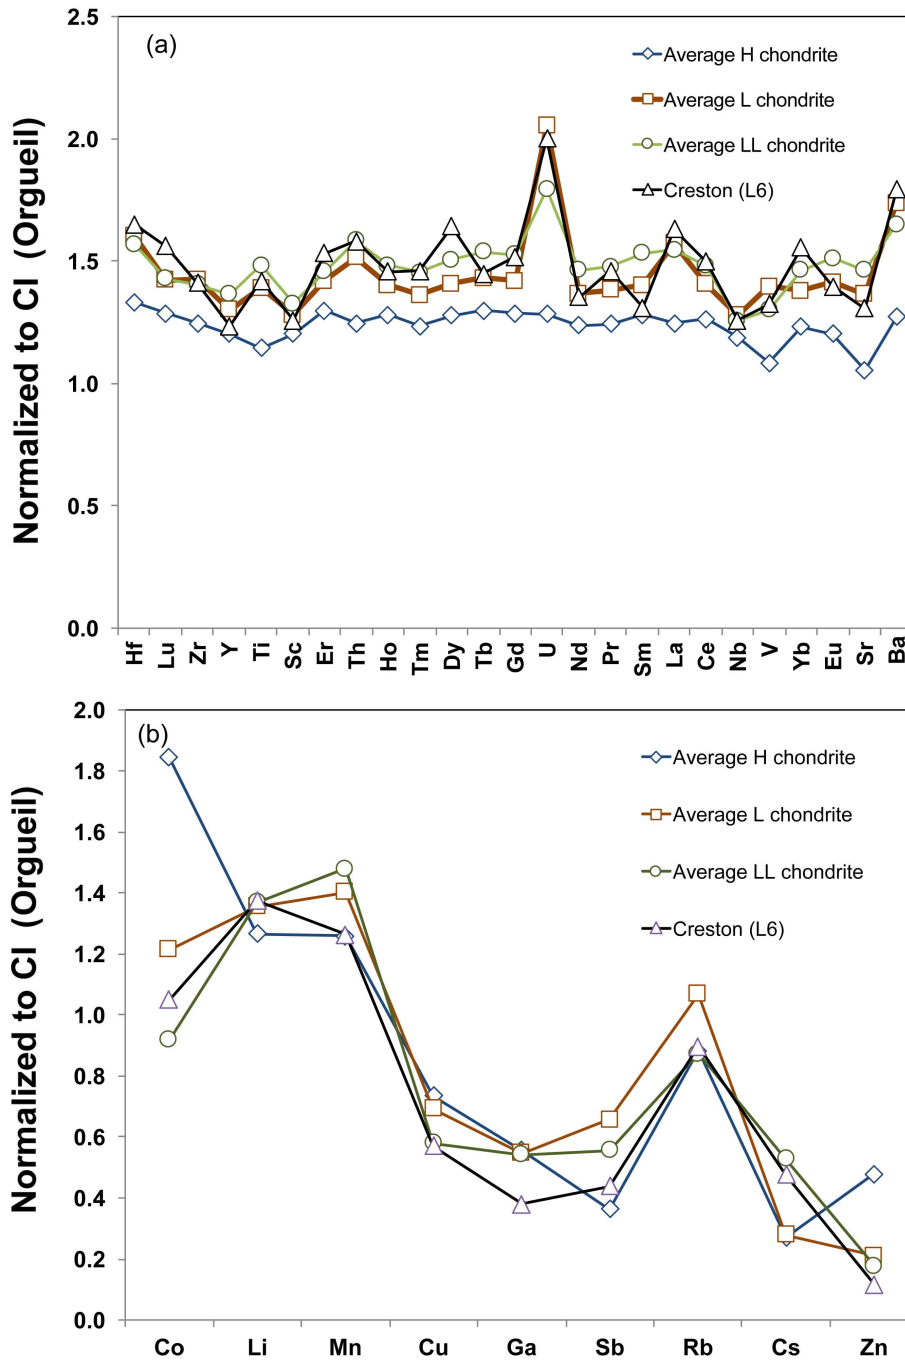 (a)
Normalized to CI (Orgueil)
2.5
2.0
1.5
1.0
0.5
0.0
Average H chondrite
Average L chondrite
Average LL chondrite
Creston (L6)
Hf Lu Zr Y Ti Sc Er Th Ho Tm Dy Tb Gd U Nd Pr Sm La Ce Nb V Yb Eu Sr Ba
(b)
Normalized to CI (Orgueil)
2.0
1.8
1.6
1.4
1.2
1.0
0.8
0.6
0.4
0.2
0.0
Average H chondrite
Average L chondrite
Average LL chondrite
Creston (L6)
Co Li Mn Cu Ga Sb Rb Cs Zn